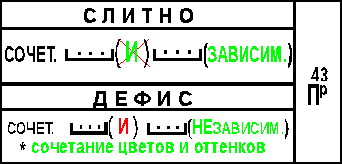 СЛИТНО
СОЧЕТ. (И) (ЗАВИСИМ.)
ДЕФИС
СОЧЕТ. (И) (НЕЗАВИСИМ.)
* сочетание цветов и оттенков
43
Пр